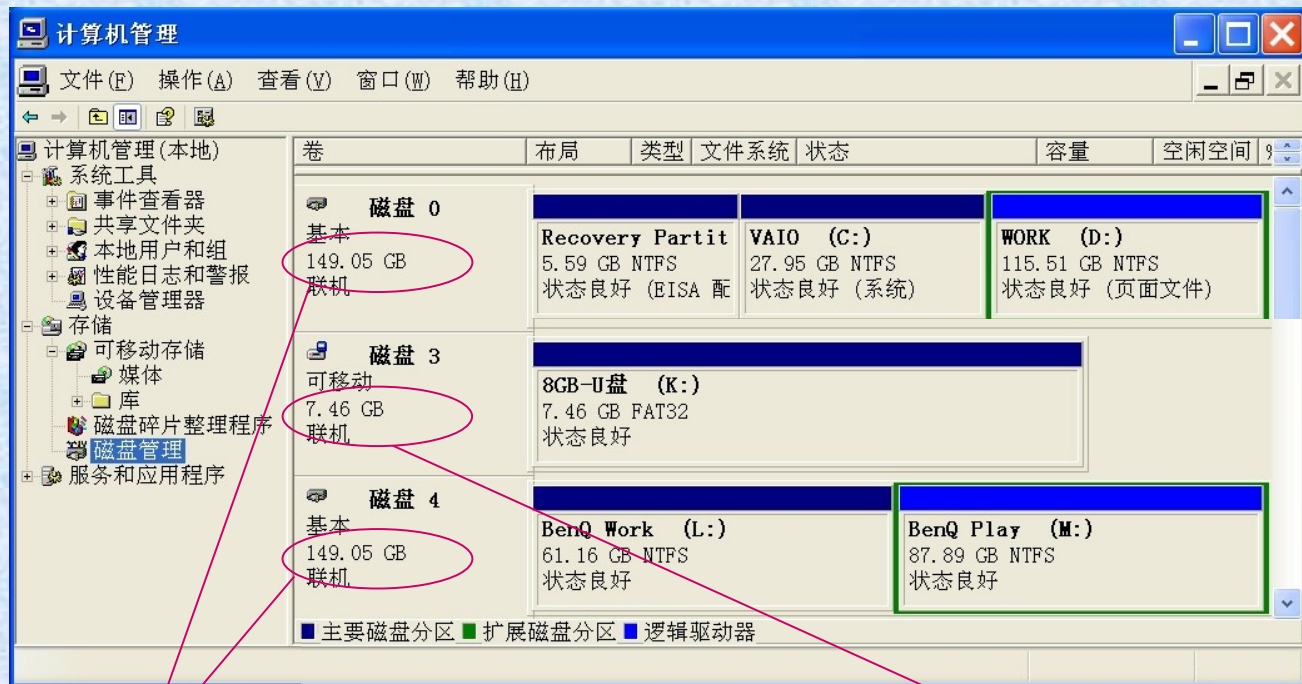 计算机管理
文件(F) 操作(A) 查看(V) 窗口(W) 帮助(H)
计算机管理(本地)
系统工具
事件查看器
共享文件夹
本地用户和组
性能日志和警报
设备管理器
存储
可移动存储
媒体
库
磁盘碎片整理程序
磁盘管理
服务和应用程序
卷 布局 类型 文件系统 状态 容量 空闲空间 %
磁盘 0
基本
149.05 GB
联机
Recovery Partit
5.59 GB NTFS
状态良好 (EISA 配
VAIO (C:)
27.95 GB NTFS
状态良好 (系统)
WORK (D:)
115.51 GB NTFS
状态良好 (页面文件)
磁盘 3
可移动
7.46 GB
联机
8GB-U盘 (K:)
7.46 GB FAT32
状态良好
磁盘 4
基本
149.05 GB
联机
BenQ Work (L:)
61.16 GB NTFS
状态良好
BenQ Play (M:)
87.89 GB NTFS
状态良好
主要磁盘分区 扩展磁盘分区 逻辑驱动器